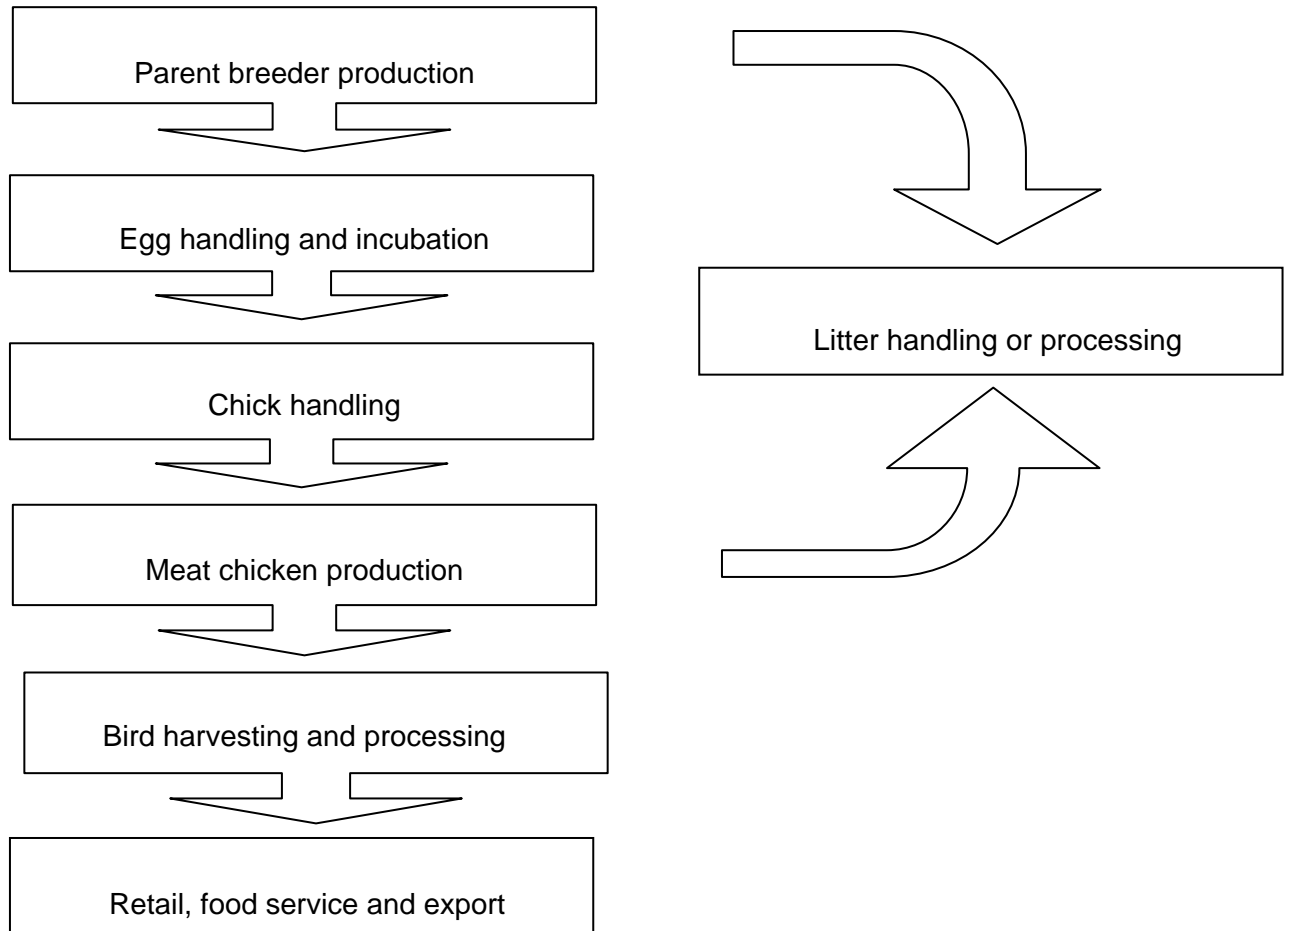 Parent breeder production
Egg handling and incubation
Chick handling
Meat chicken production
Bird harvesting and processing
Retail, food service and export
Litter handling or processing